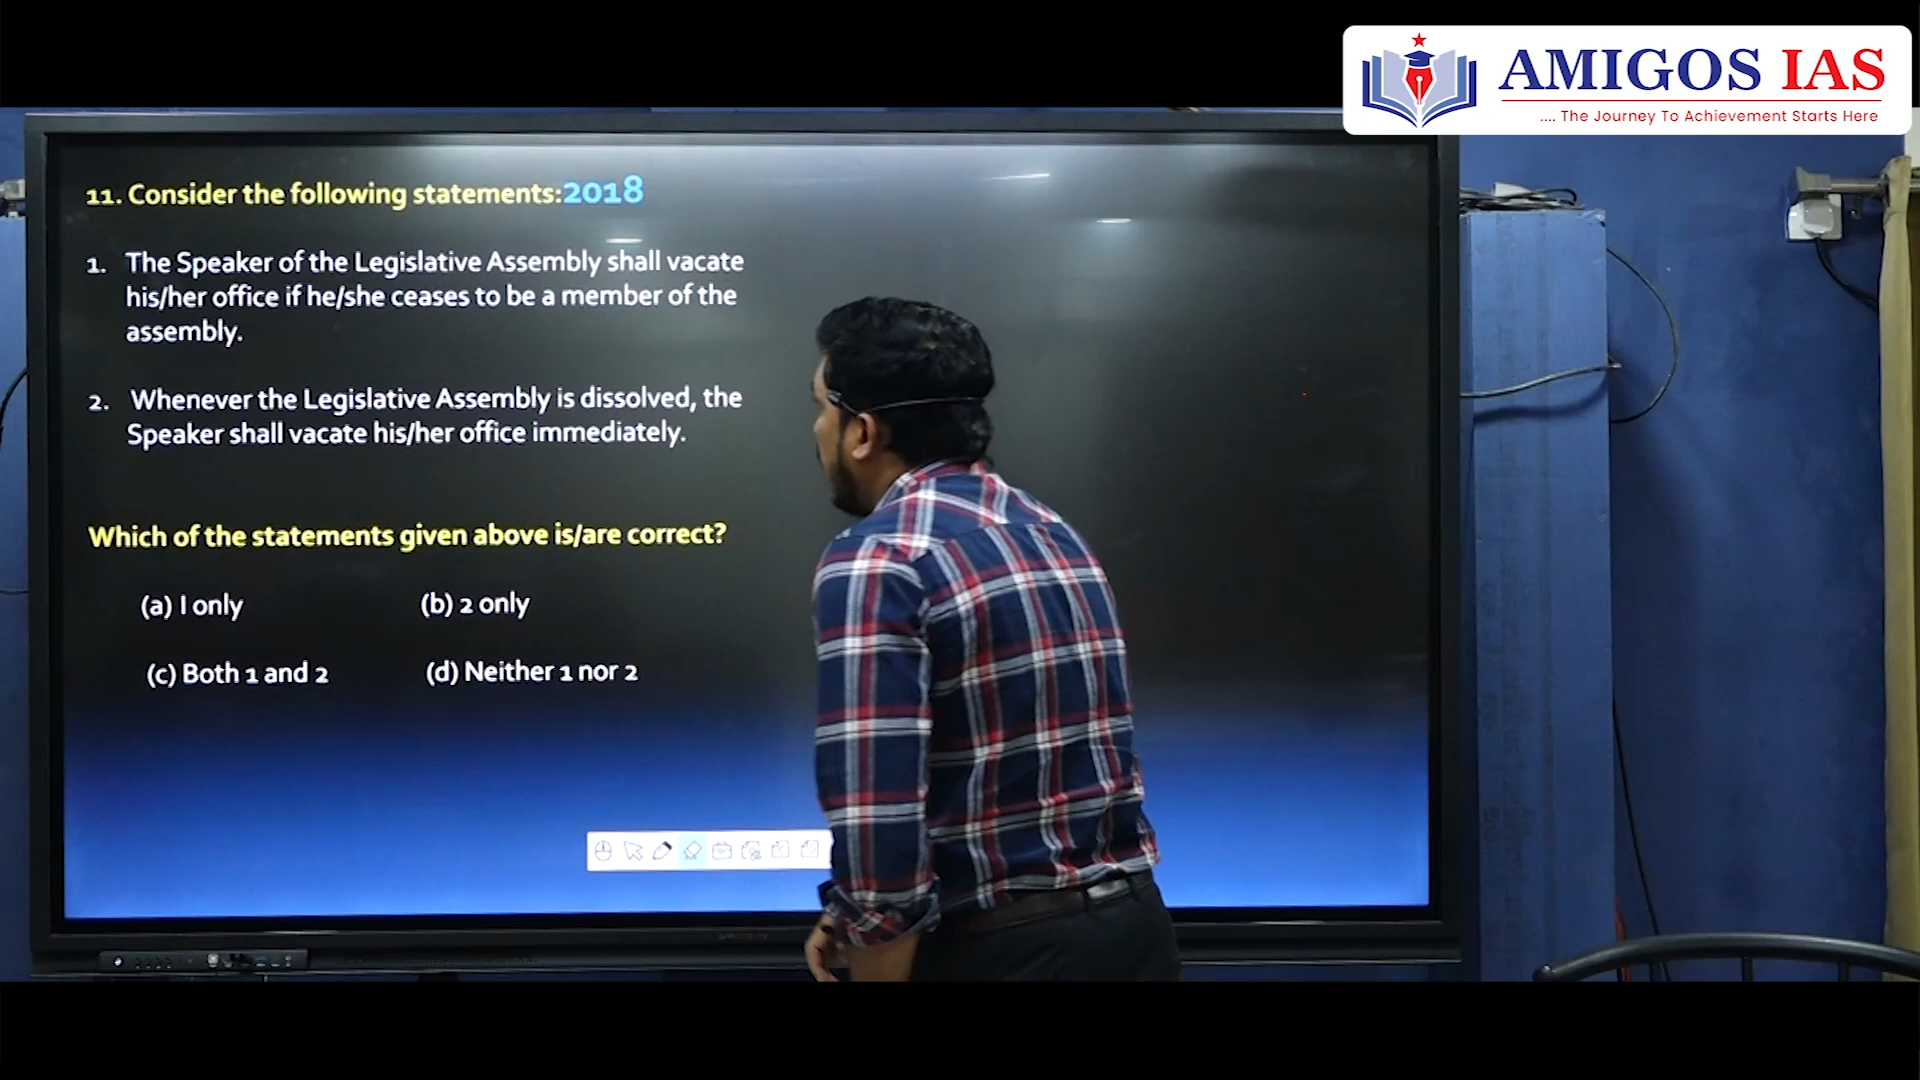 AMIGOS IAS
.... The Journey To Achievement Starts Here
11. Consider the following statements:2018
1. The Speaker of the Legislative Assembly shall vacate
his/her office if he/she ceases to be a member of the
assembly.
2. Whenever the Legislative Assembly is dissolved, the
Speaker shall vacate his/her office immediately.
Which of the statements given above is/are correct?
(a) I only (b) 2 only
(c) Both 1 and 2 (d) Neither 1 nor 2